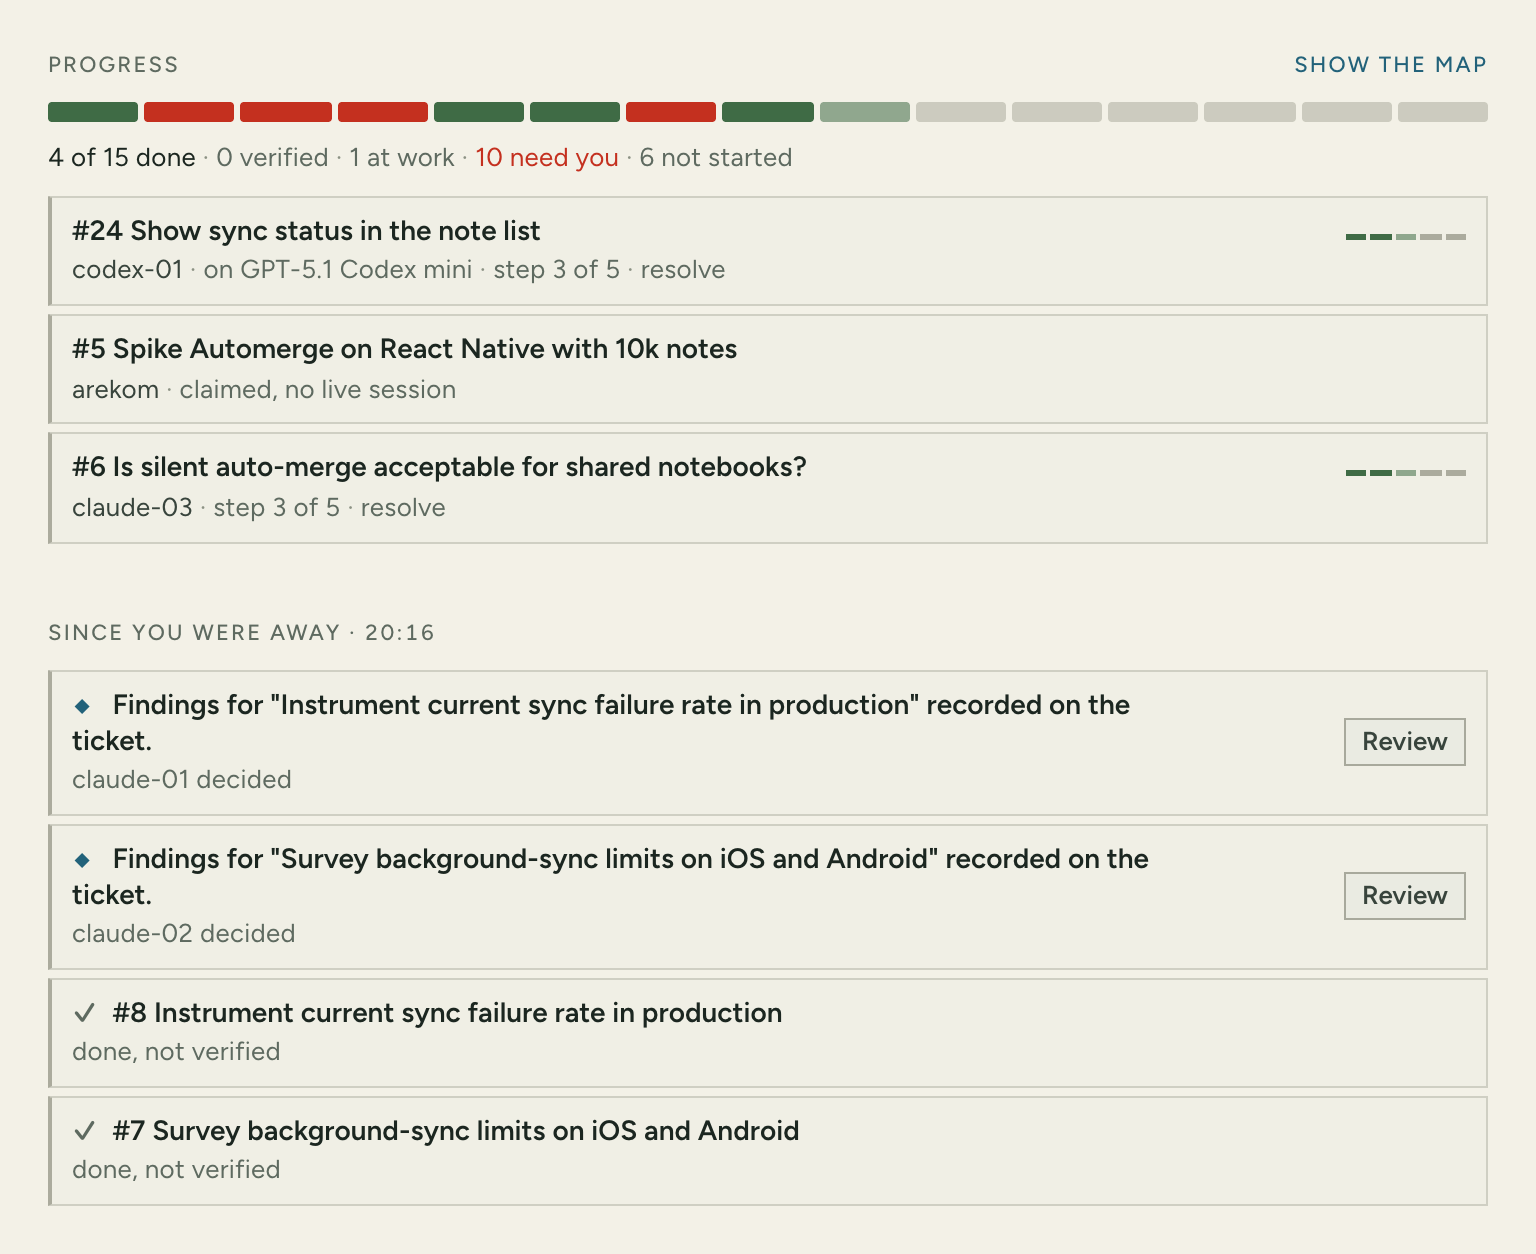 PROGRESS
SHOW THE MAP
4 of 15 done · 0 verified · 1 at work · 10 need you · 6 not started
#24 Show sync status in the note list
codex-01 · on GPT-5.1 Codex mini · step 3 of 5 · resolve
#5 Spike Automerge on React Native with 10k notes
arekom · claimed, no live session
#6 Is silent auto-merge acceptable for shared notebooks?
claude-03 · step 3 of 5 · resolve
SINCE YOU WERE AWAY · 20:16
Findings for "Instrument current sync failure rate in production" recorded on the
ticket.
Review
claude-01 decided
Findings for "Survey background-sync limits on iOS and Android" recorded on the
ticket.
Review
claude-02 decided
#8 Instrument current sync failure rate in production
done, not verified
#7 Survey background-sync limits on iOS and Android
done, not verified